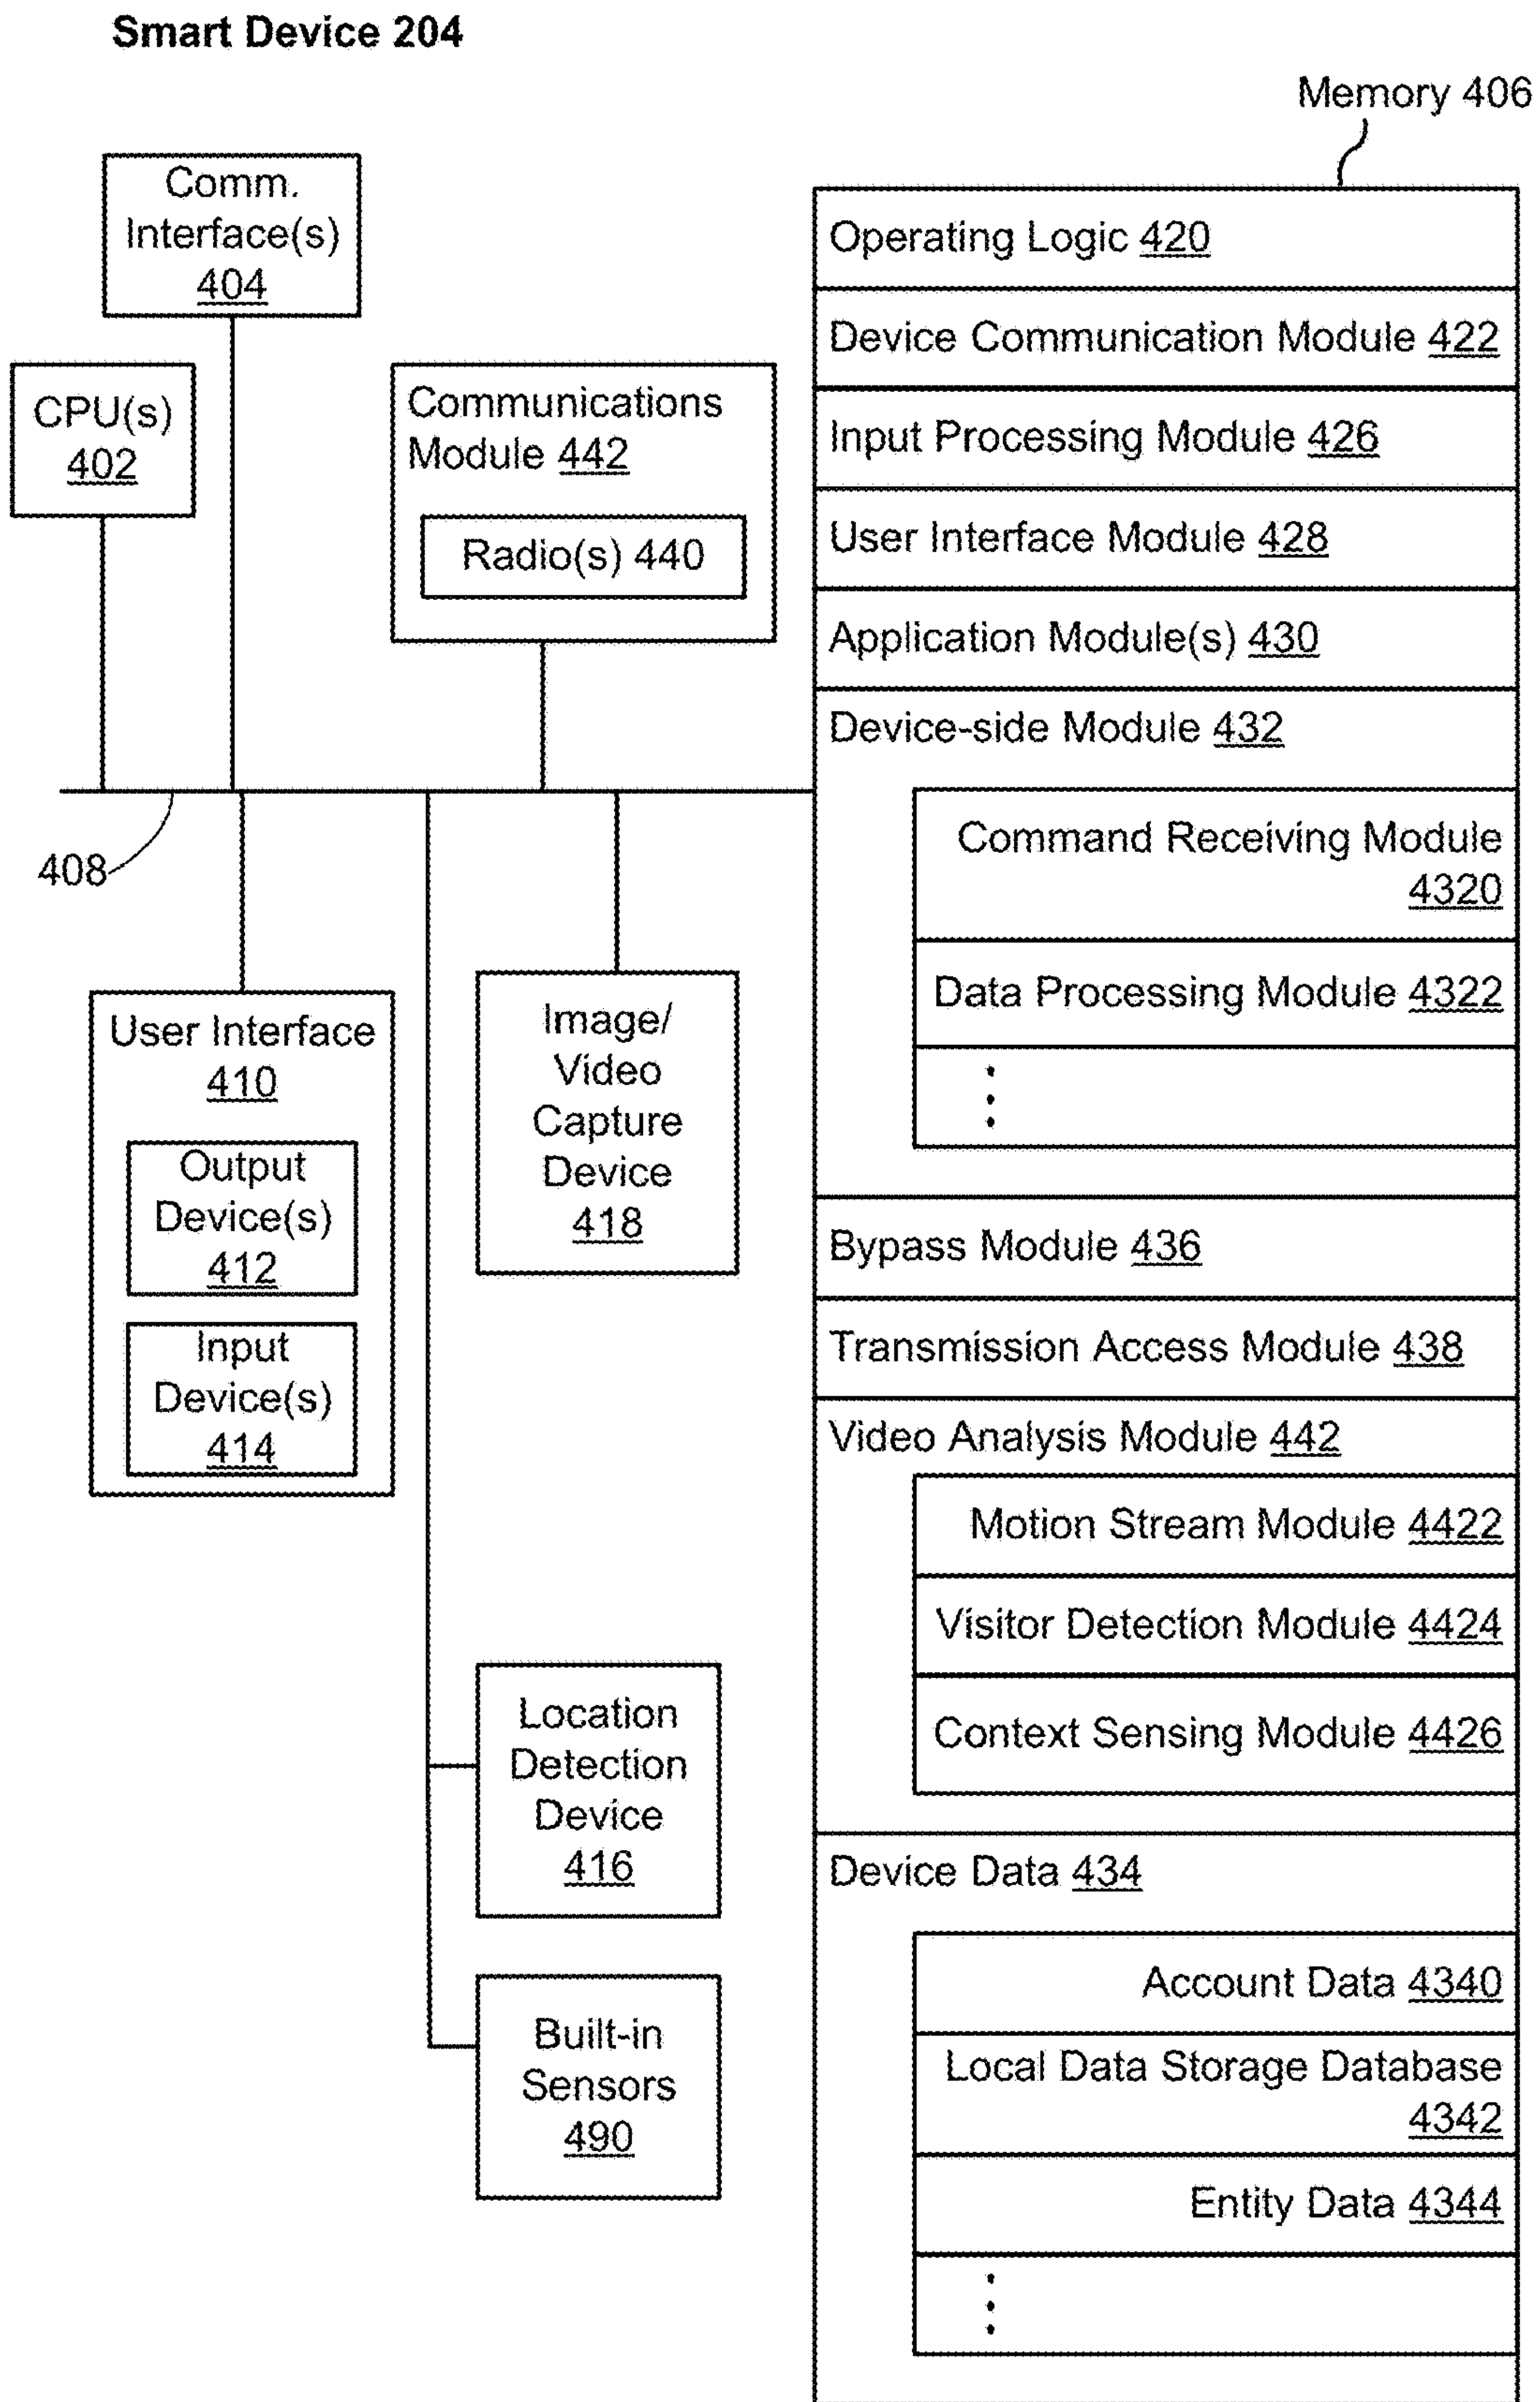 Smart Device 204
Memory 406
Comm.
Interface(s)
404
CPU(s)
402
Communications
Module 442
Radio(s) 440
408
User Interface
410
Output
Device(s)
412
Input
Device(s)
414
Image/
Video
Capture
Device
418
Location
Detection
Device
416
Built-in
Sensors
490
Operating Logic 420
Device Communication Module 422
Input Processing Module 426
User Interface Module 428
Application Module(s) 430
Device-side Module 432
Command Receiving Module
4320
Data Processing Module 4322
Bypass Module 436
Transmission Access Module 438
Video Analysis Module 442
Motion Stream Module 4422
Visitor Detection Module 4424
Context Sensing Module 4426
Device Data 434
Account Data 4340
Local Data Storage Database
4342
Entity Data 4344